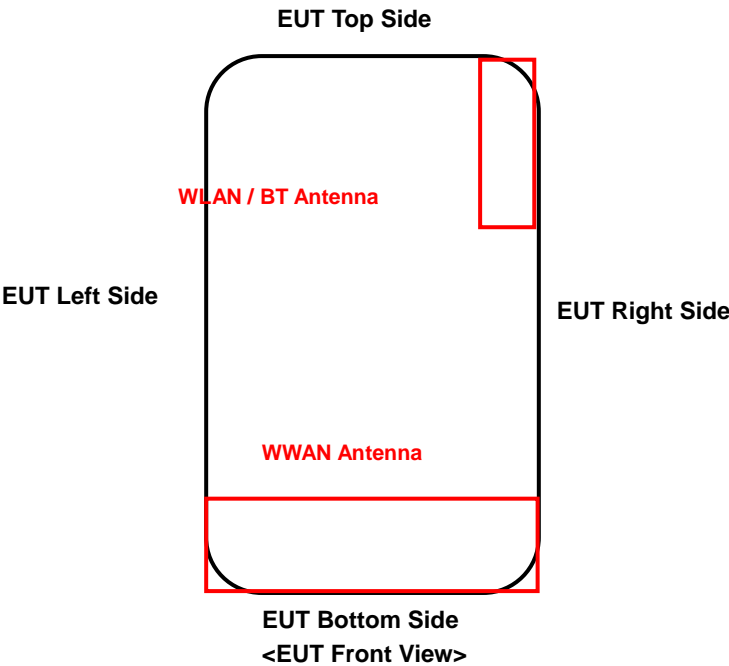 EUT Top Side
WLAN / BT Antenna
EUT Left Side
EUT Right Side
WWAN Antenna
EUT Bottom Side
<EUT Front View>